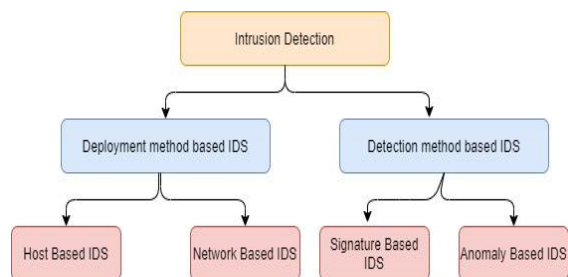 Intrusion Detection
Deployment method based IDS
Detection method based IDS
Host Based IDS
Network Based IDS
Signature Based
IDS
Anomaly Based IDS